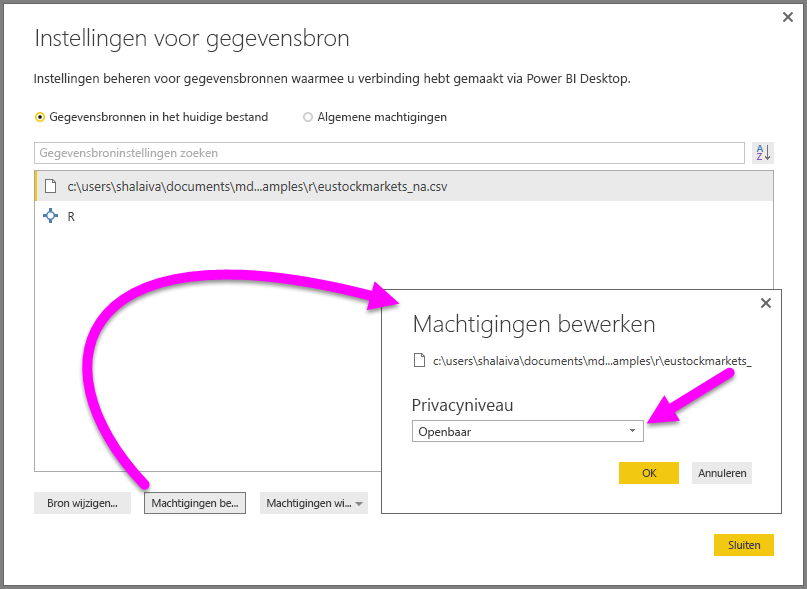 Instellingen voor gegevensbron
Instellingen beheren voor gegevensbronnen waarmee u verbinding hebt gemaakt via Power BI Desktop.
Gegevensbronnen in het huidige bestand
Algemene machtigingen
Gegevensbroninstellingen zoeken
A
Z
c:\users\shalaiva\documents\md...amples\r\eustockmarkets_na.csv
R
Machtigingen bewerken
c:\users\shalaiva\documents\md...amples\r\eustockmarkets_
Privacyniveau
Openbaar
OK
Annuleren
Bron wijzigen...
Machtigingen be...
Machtigingen wi...
Sluiten